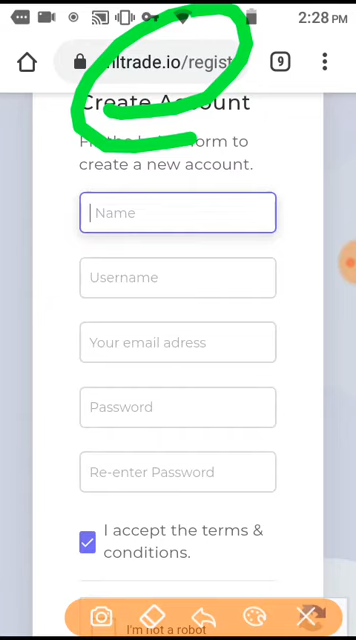 2:28 PM
iltrade.io/regist
9
Create Account
form to
create a new account.
Name
Username
Your email adress
Password
Re-enter Password
I accept the terms &
conditions.
I'm not a robot